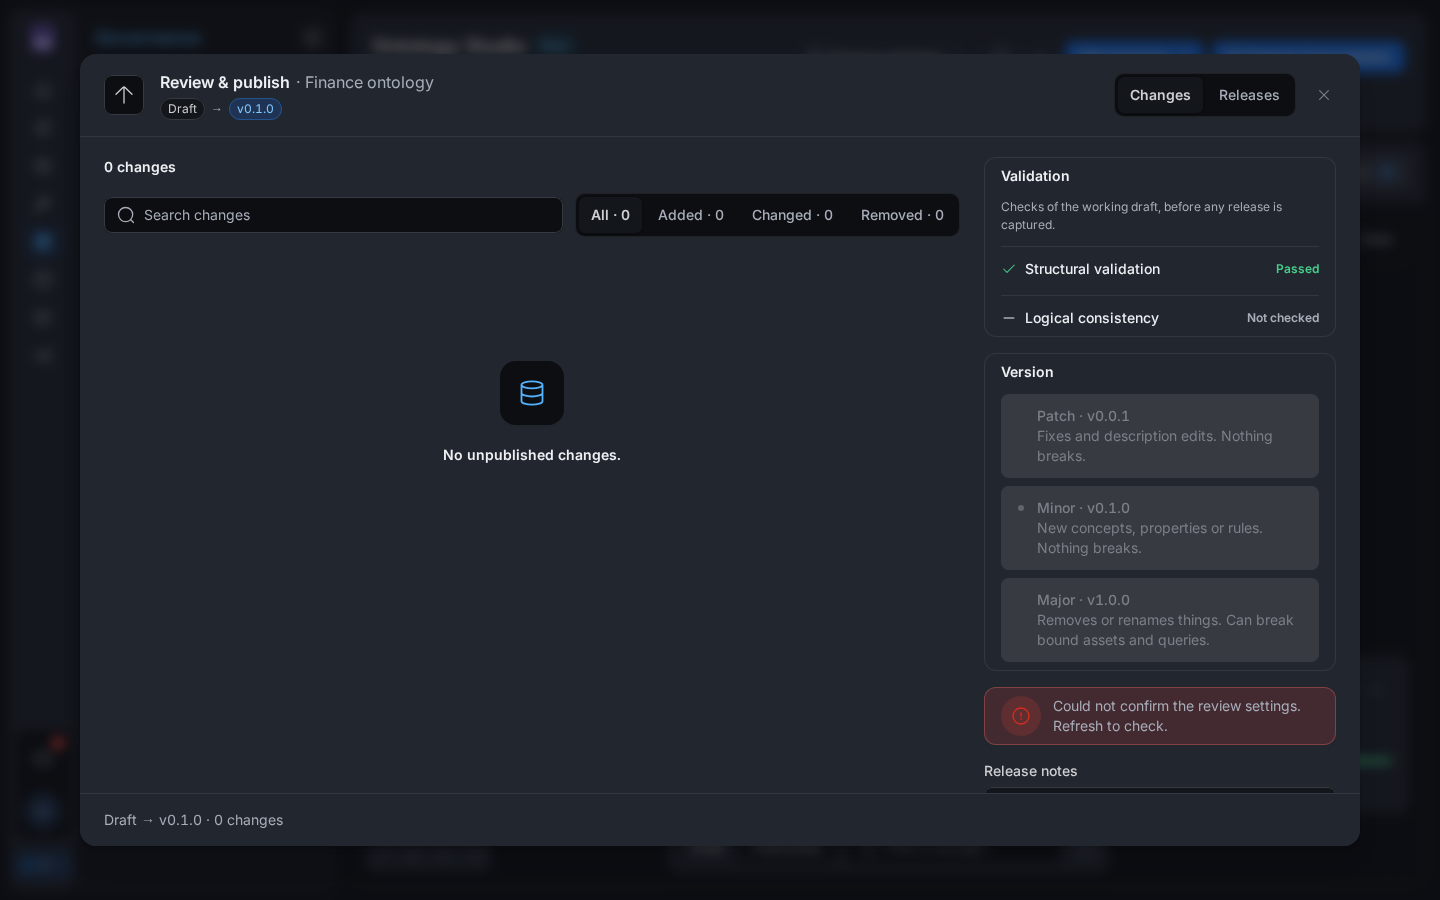 Review & publish · Finance ontology
Draft → v0.1.0
Changes
Releases
0 changes
Search changes
All · 0
Added · 0
Changed · 0
Removed · 0
No unpublished changes.
Validation
Checks of the working draft, before any release is
captured.
Structural validation
Passed
Logical consistency
Not checked
Version
Patch · v0.0.1
Fixes and description edits. Nothing
breaks.
Minor · v0.1.0
New concepts, properties or rules.
Nothing breaks.
Major · v1.0.0
Removes or renames things. Can break
bound assets and queries.
Could not confirm the review settings.
Refresh to check.
Release notes
Draft → v0.1.0 · 0 changes